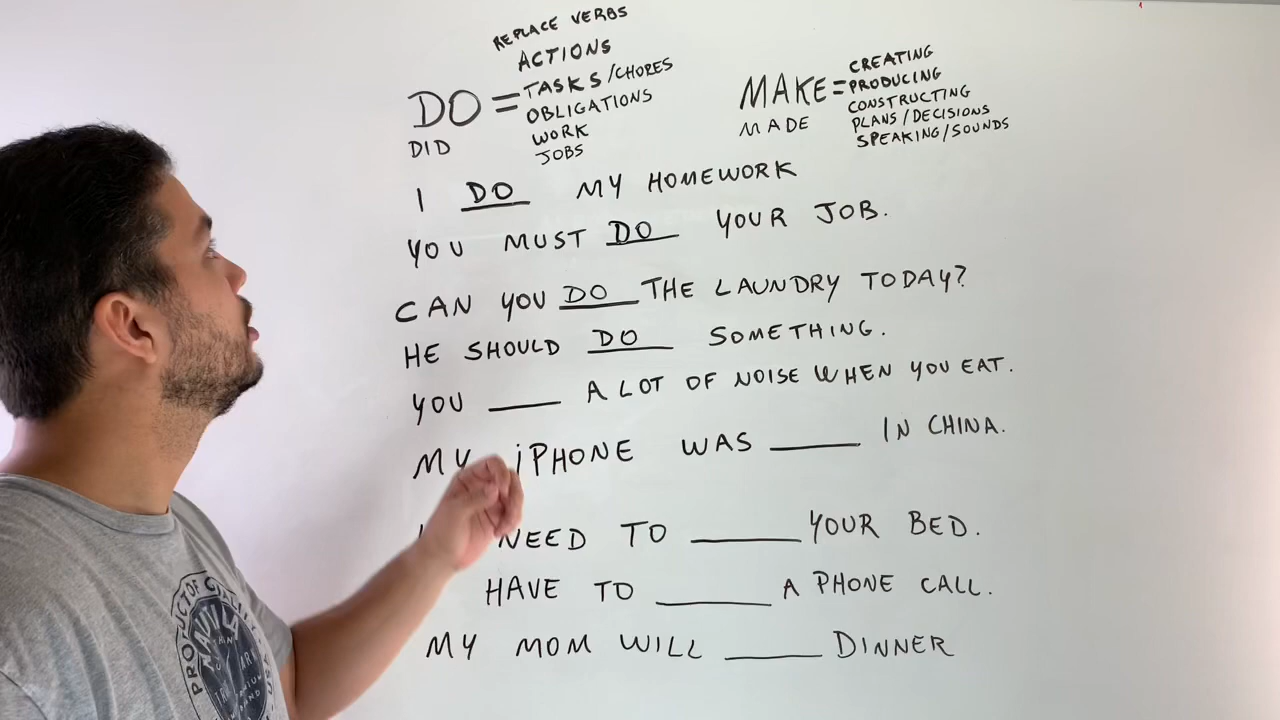 REPLACE VERBS
ACTIONS
DO = TASKS/CHORES
OBLIGATIONS
DID
WORK
JOBS
CREATING
MAKE = PRODUCING
CONSTRUCTING
MADE
PLANS/DECISIONS
SPEAKING/SOUNDS
I DO MY HOMEWORK
YOU MUST DO YOUR JOB.
CAN YOU DO THE LAUNDRY TODAY?
HE SHOULD DO SOMETHING.
YOU ____ A LOT OF NOISE WHEN YOU EAT.
MY iPHONE WAS ____ IN CHINA.
NEED TO ____ YOUR BED.
HAVE TO ____ A PHONE CALL.
MY MOM WILL ____ DINNER
PRODUCT OF